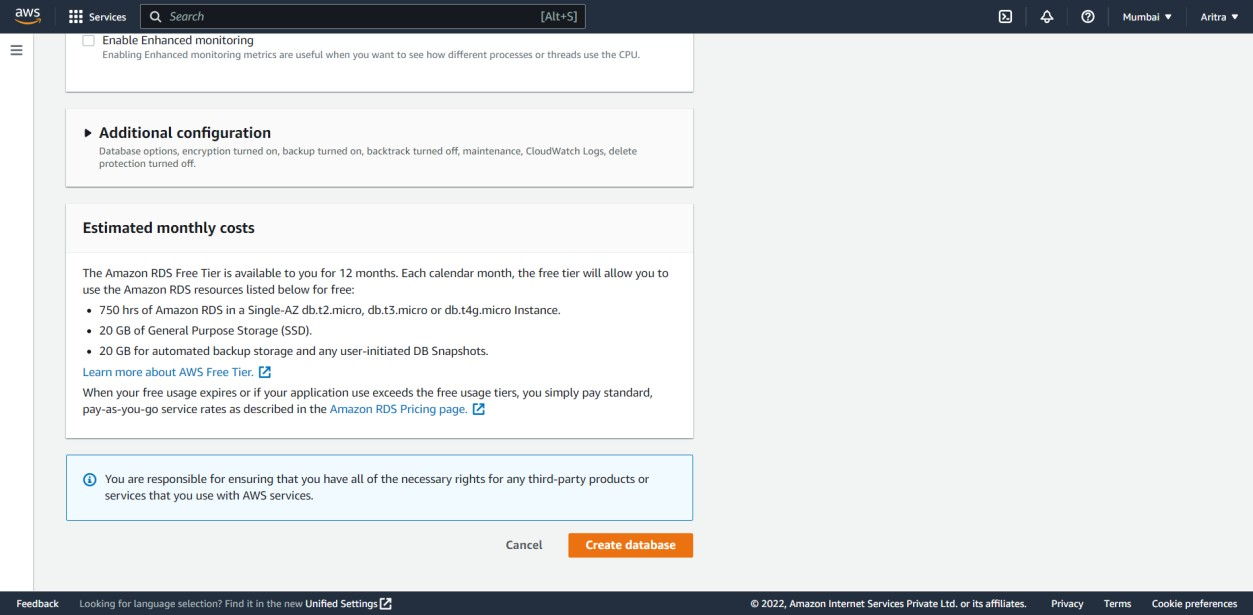 aws Services Search [Alt+S] Mumbai Aritra
Enable Enhanced monitoring
Enabling Enhanced monitoring metrics are useful when you want to see how different processes or threads use the CPU.
Additional configuration
Database options, encryption turned on, backup turned on, backtrack turned off, maintenance, CloudWatch Logs, delete
protection turned off.
Estimated monthly costs
The Amazon RDS Free Tier is available to you for 12 months. Each calendar month, the free tier will allow you to
use the Amazon RDS resources listed below for free:
• 750 hrs of Amazon RDS in a Single-AZ db.t2.micro, db.t3.micro or db.t4g.micro Instance.
• 20 GB of General Purpose Storage (SSD).
• 20 GB for automated backup storage and any user-initiated DB Snapshots.
Learn more about AWS Free Tier.
When your free usage expires or if your application use exceeds the free usage tiers, you simply pay standard,
pay-as-you-go service rates as described in the Amazon RDS Pricing page.
You are responsible for ensuring that you have all of the necessary rights for any third-party products or
services that you use with AWS services.
Cancel Create database
Feedback Looking for language selection? Find it in the new Unified Settings © 2022, Amazon Internet Services Private Ltd. or its affiliates. Privacy Terms Cookie preferences